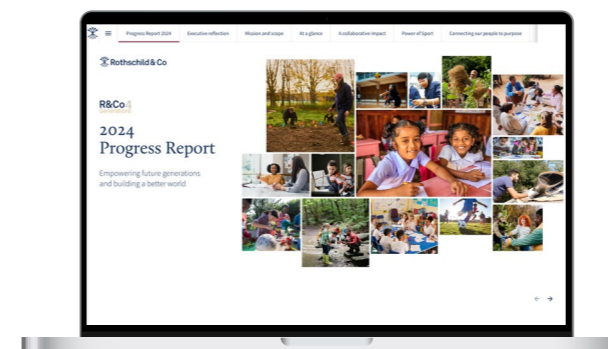 Progress Report 2024 Executive reflection Mission and scope At a glance A collaborative impact Power of Sport Connecting our people to purpose
Rothschild & Co
R&Co4
Generations
2024
Progress Report
Empowering future generations
and building a better world